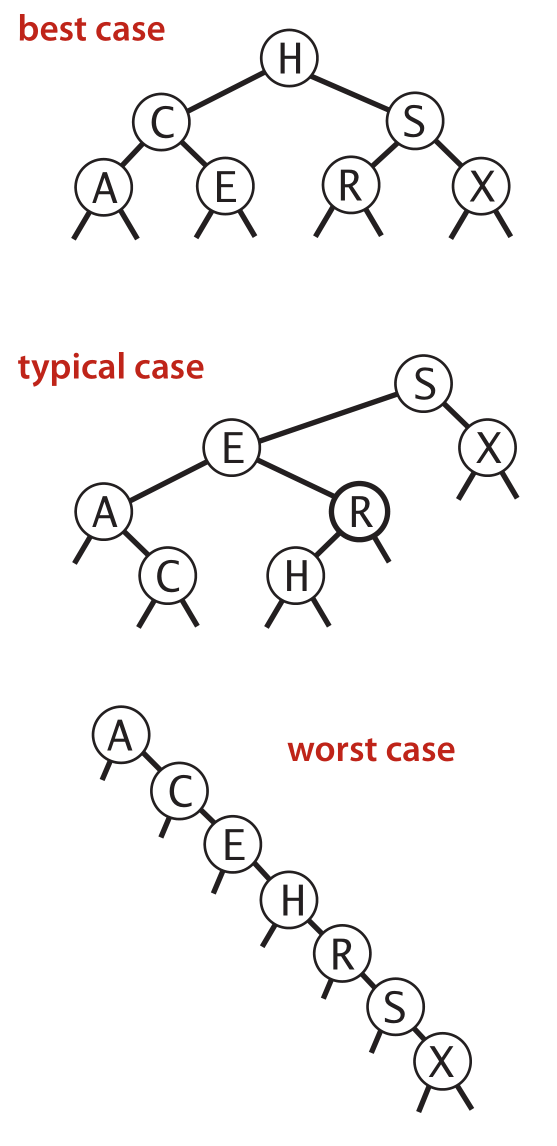 best case
H
C S
A E R X
typical case
S
E X
A R
C H
A
worst case
C
E
H
R
S
X